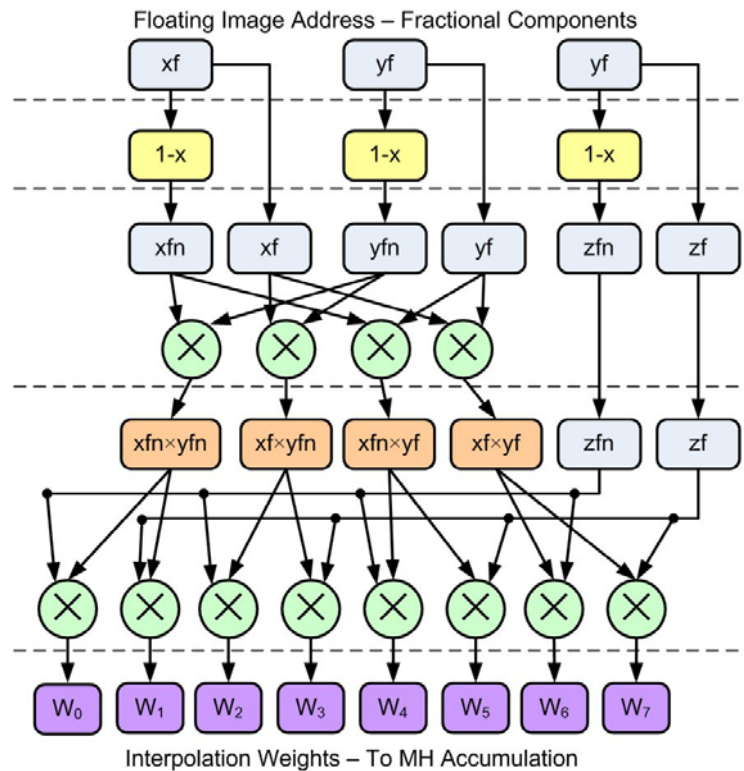 Floating Image Address – Fractional Components
xf yf yf
1-x 1-x 1-x
xfn xf yfn yf zfn zf
xfn×yfn xf×yfn xfn×yf xf×yf zfn zf
W₀ W₁ W₂ W₃ W₄ W₅ W₆ W₇
Interpolation Weights – To MH Accumulation